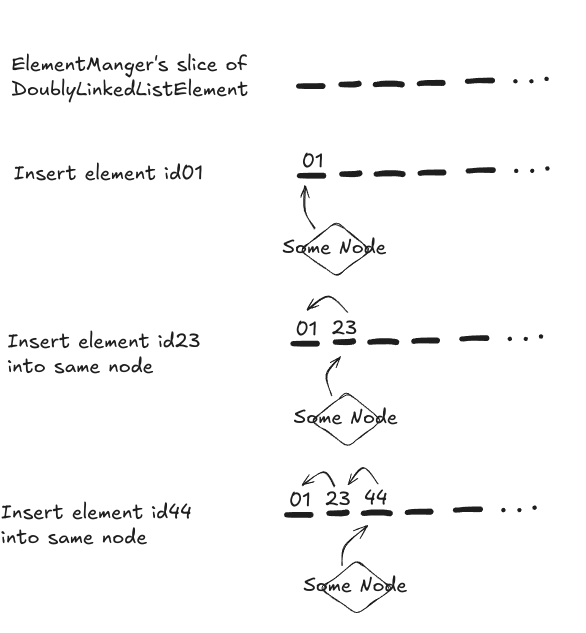 ElementManger's slice of
DoublyLinkedListElement
...
Insert element id01
01
...
Some Node
Insert element id23
into same node
01 23
...
Some Node
Insert element id44
into same node
01 23 44
...
Some Node